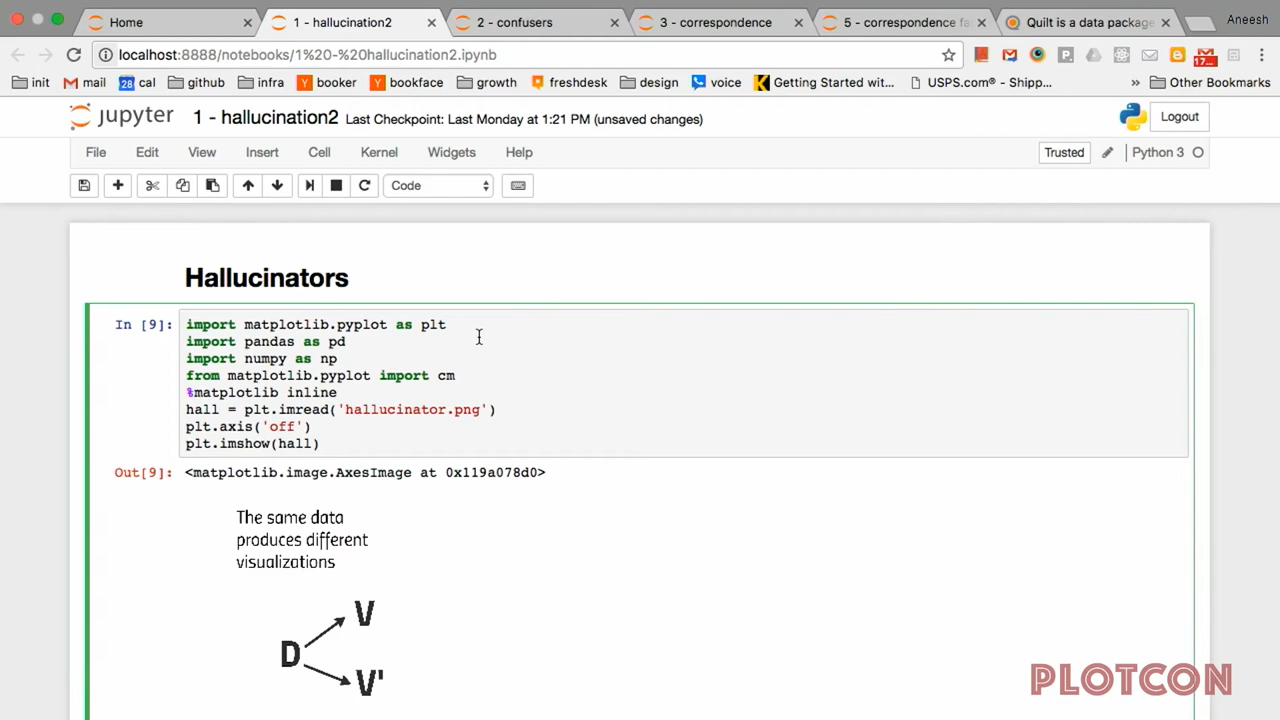 Home
1 - hallucination2
2 - confusers
3 - correspondence
5 - correspondence fa
Quilt is a data package
Aneesh
localhost:8888/notebooks/1%20-%20hallucination2.ipynb
17...
init
mail
28 cal
github
infra
booker
bookface
growth
freshdesk
design
voice
Getting Started wit...
USPS.com® - Shipp...
»
Other Bookmarks
jupyter
1 - hallucination2 Last Checkpoint: Last Monday at 1:21 PM (unsaved changes)
Logout
File Edit View Insert Cell Kernel Widgets Help
Trusted
Python 3
Code
Hallucinators
In [9]:
import matplotlib.pyplot as plt
import pandas as pd
import numpy as np
from matplotlib.pyplot import cm
%matplotlib inline
hall = plt.imread('hallucinator.png')
plt.axis('off')
plt.imshow(hall)
Out[9]: <matplotlib.image.AxesImage at 0x119a078d0>
The same data
produces different
visualizations
V
D
V'
PLOTCON